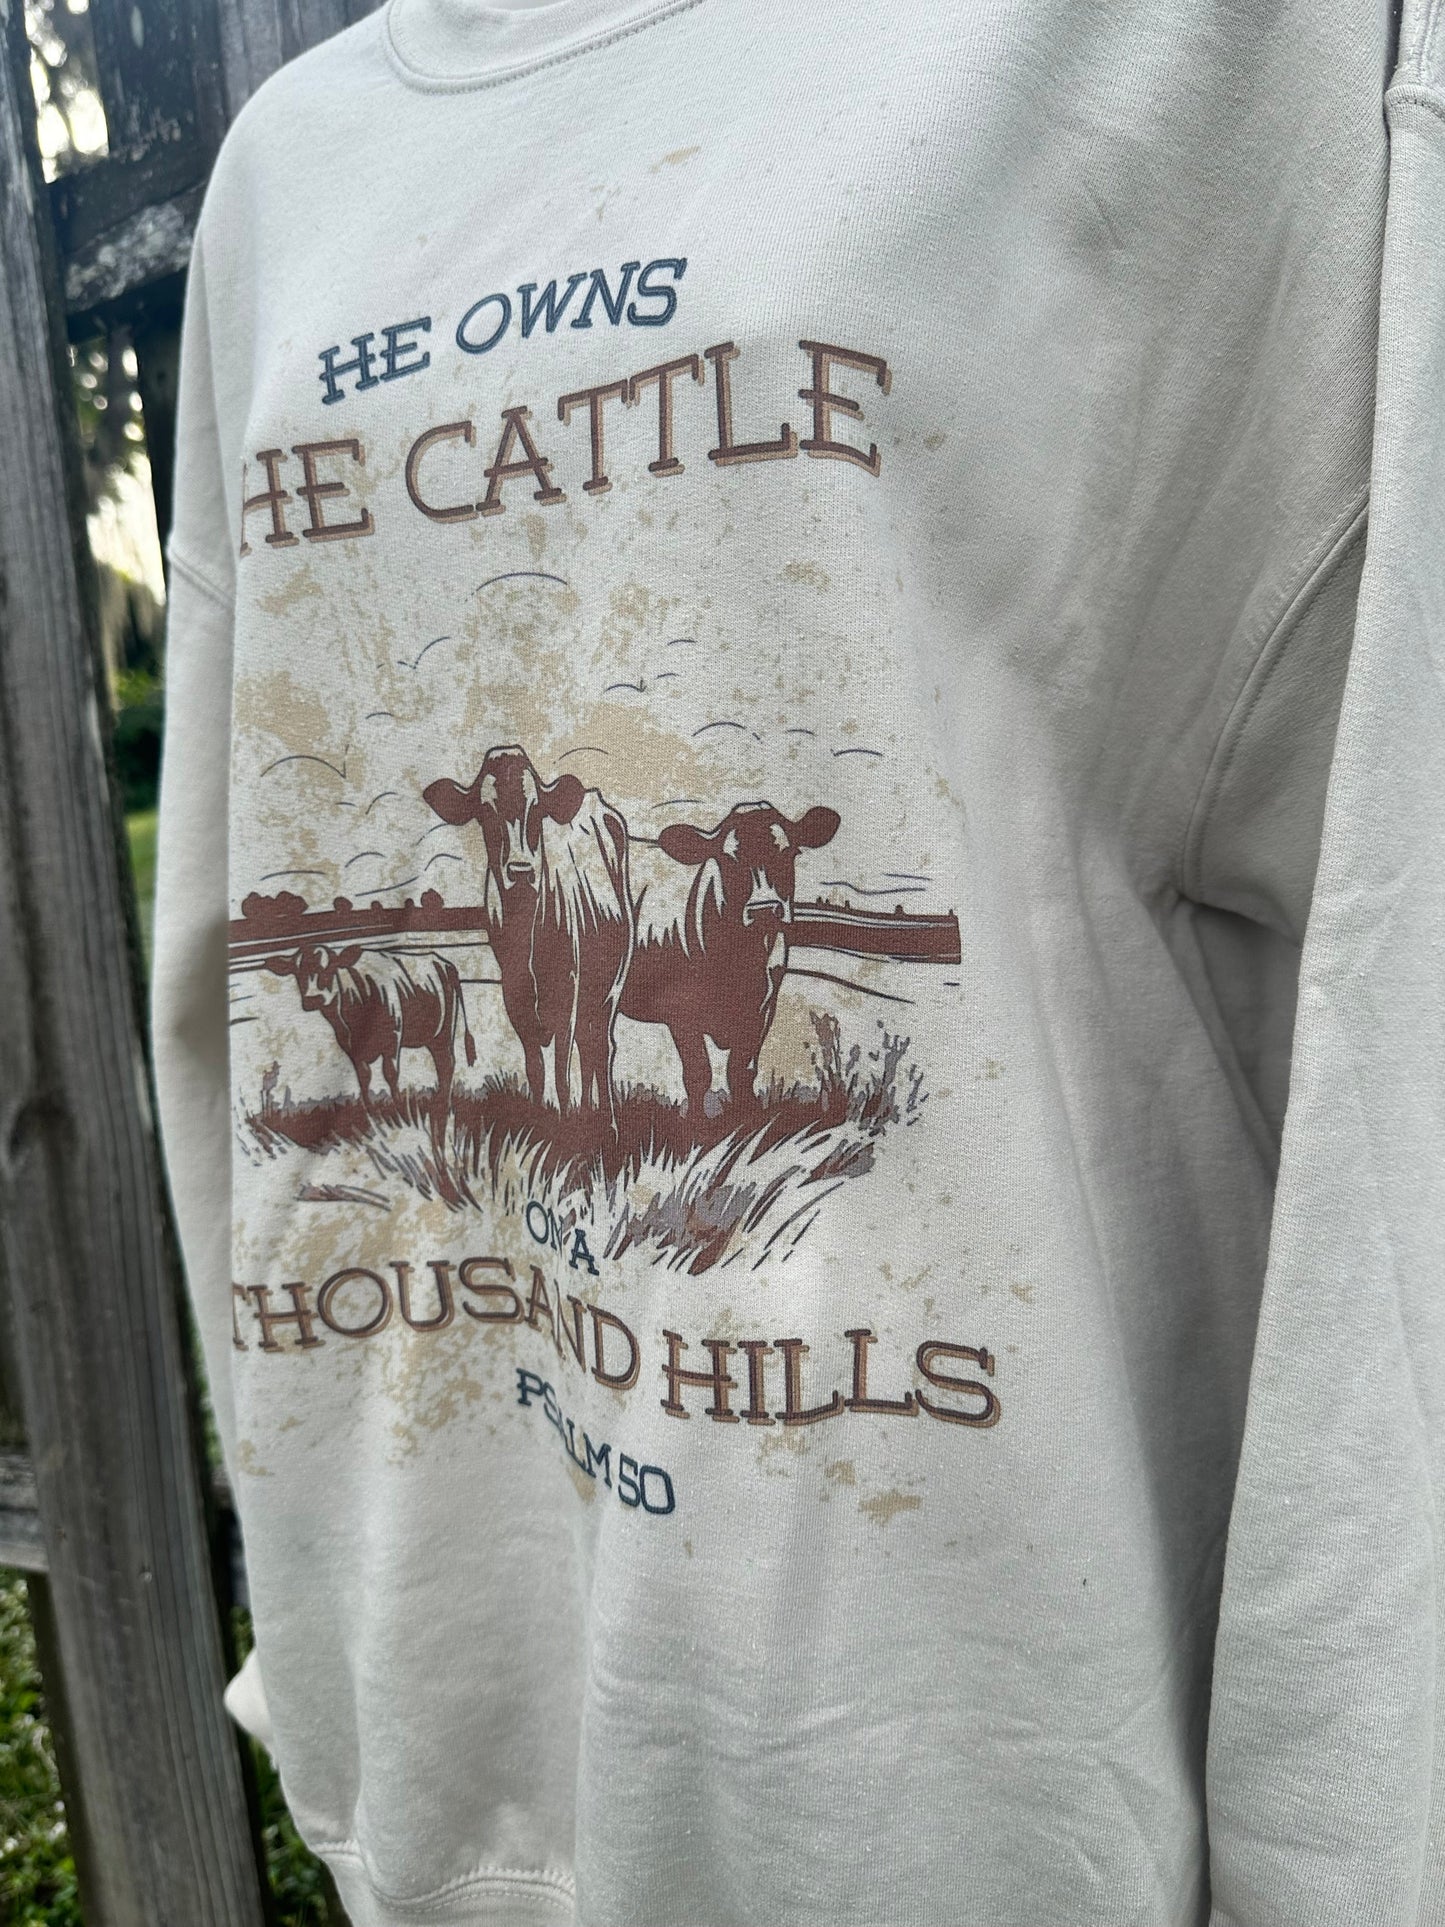 HE OWNS
HE CATTLE
ON A
THOUSAND HILLS
PSALM 50